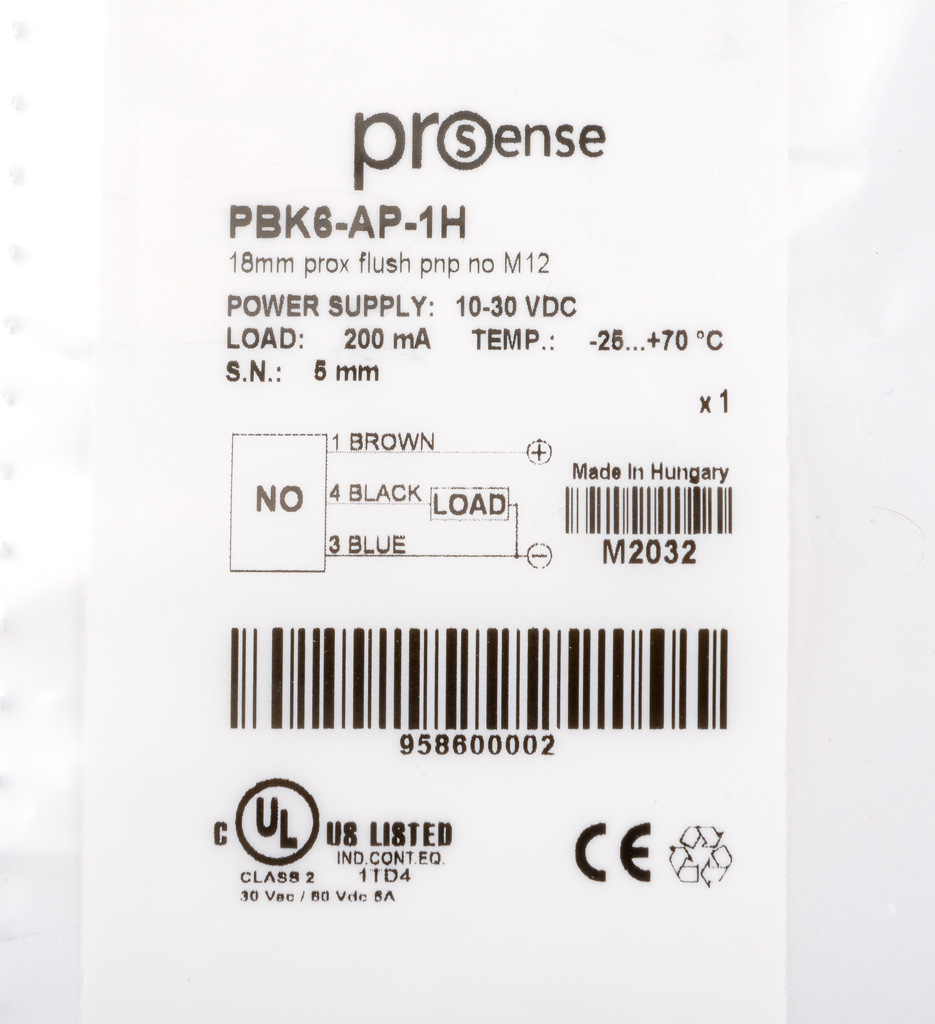 prosense
PBK6-AP-1H
18mm prox flush pnp no M12
POWER SUPPLY: 10-30 VDC
LOAD: 200 mA TEMP.: -25...+70 °C
S.N.: 5 mm
x 1
1 BROWN +
NO
4 BLACK LOAD
3 BLUE -
Made In Hungary
M2032
958600002
C UL US LISTED
IND.CONT.EQ.
CLASS 2 1TD4
30 Vac / 60 Vdc 5A
CE